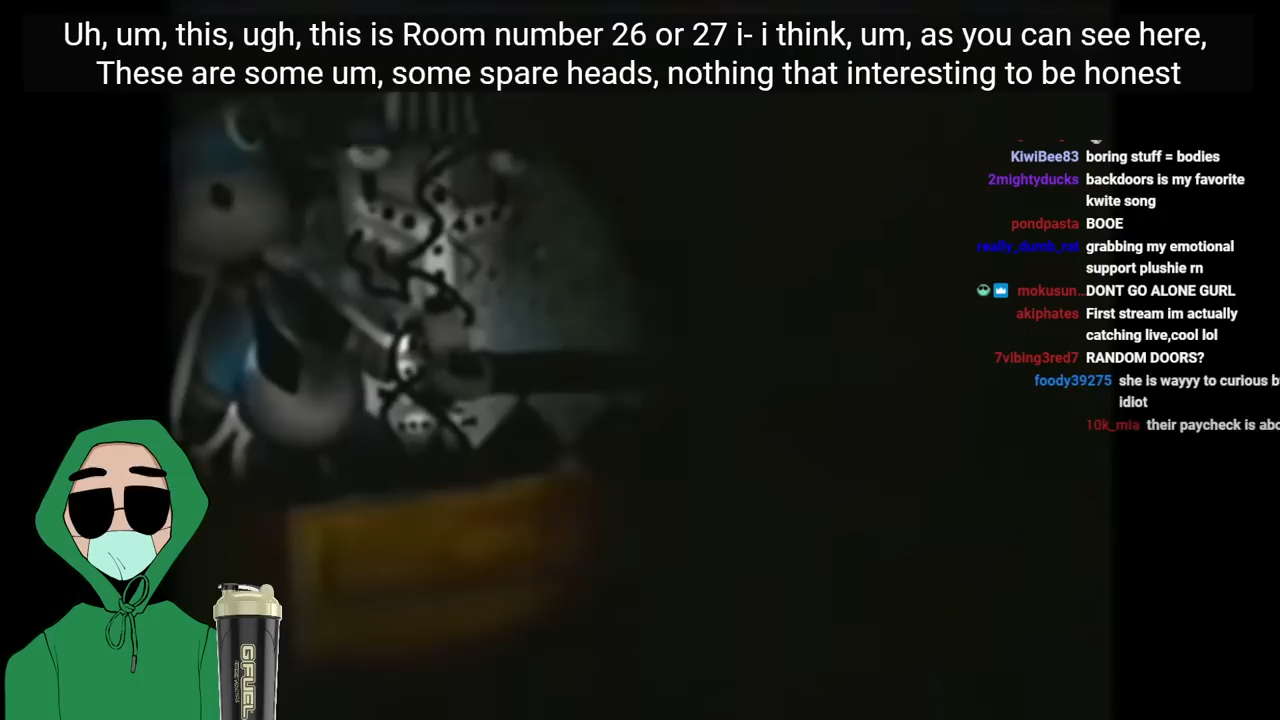 Uh, um, this, ugh, this is Room number 26 or 27 i- i think, um, as you can see here,
These are some um, some spare heads, nothing that interesting to be honest
KiwiBee83 boring stuff = bodies
2mightyducks backdoors is my favorite
kwite song
pondpasta BOOE
really_dumb_rat grabbing my emotional
support plushie rn
mokusun... DONT GO ALONE GURL
akiphates First stream im actually
catching live,cool lol
7vibing3red7 RANDOM DOORS?
foody39275 she is wayyy to curious
idiot
10k_mia their paycheck is
GFUEL